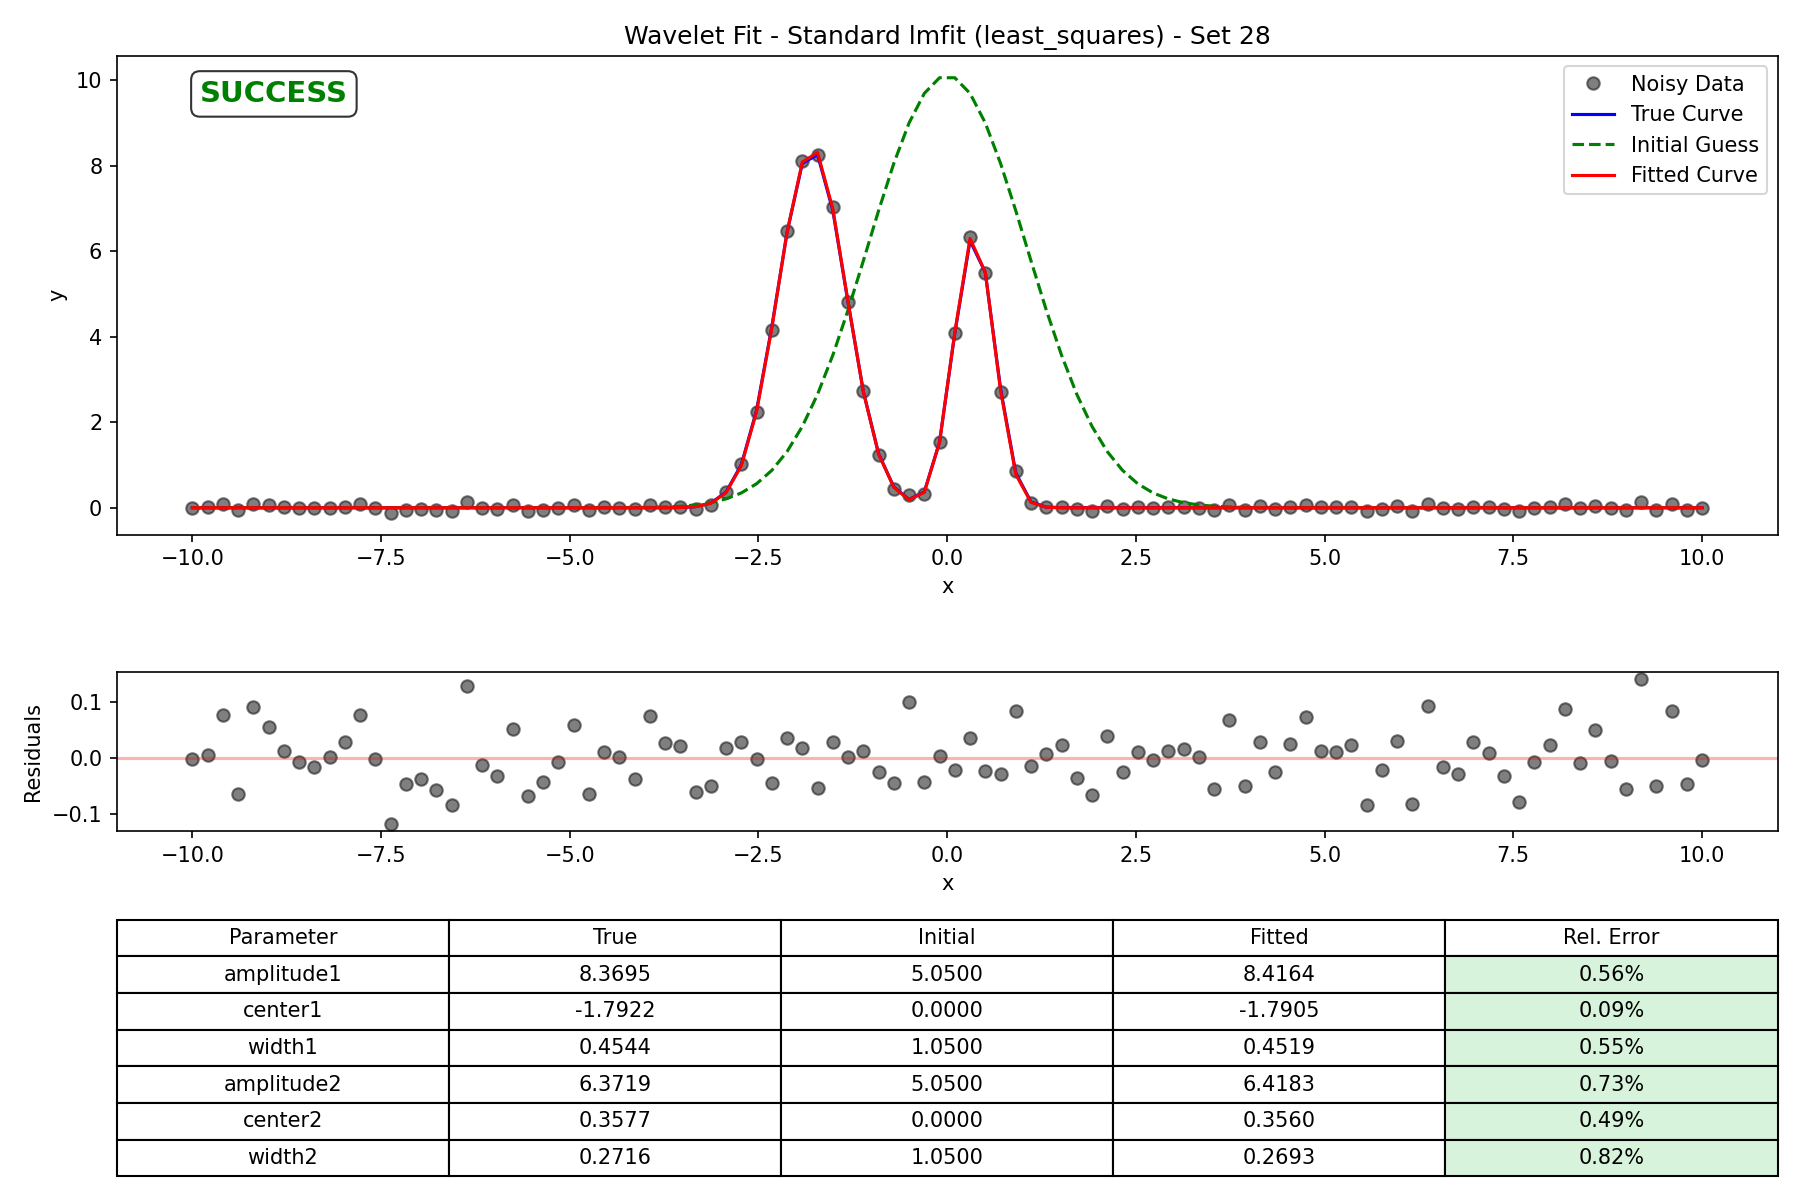 Wavelet Fit - Standard lmfit (least_squares) - Set 28
SUCCESS
Noisy Data
True Curve
Initial Guess
Fitted Curve
10
8
6
4
2
0
y
−10.0 −7.5 −5.0 −2.5 0.0 2.5 5.0 7.5 10.0
x
0.1
0.0
−0.1
Residuals
−10.0 −7.5 −5.0 −2.5 0.0 2.5 5.0 7.5 10.0
x
Parameter True Initial Fitted Rel. Error
amplitude1 8.3695 5.0500 8.4164 0.56%
center1 -1.7922 0.0000 -1.7905 0.09%
width1 0.4544 1.0500 0.4519 0.55%
amplitude2 6.3719 5.0500 6.4183 0.73%
center2 0.3577 0.0000 0.3560 0.49%
width2 0.2716 1.0500 0.2693 0.82%